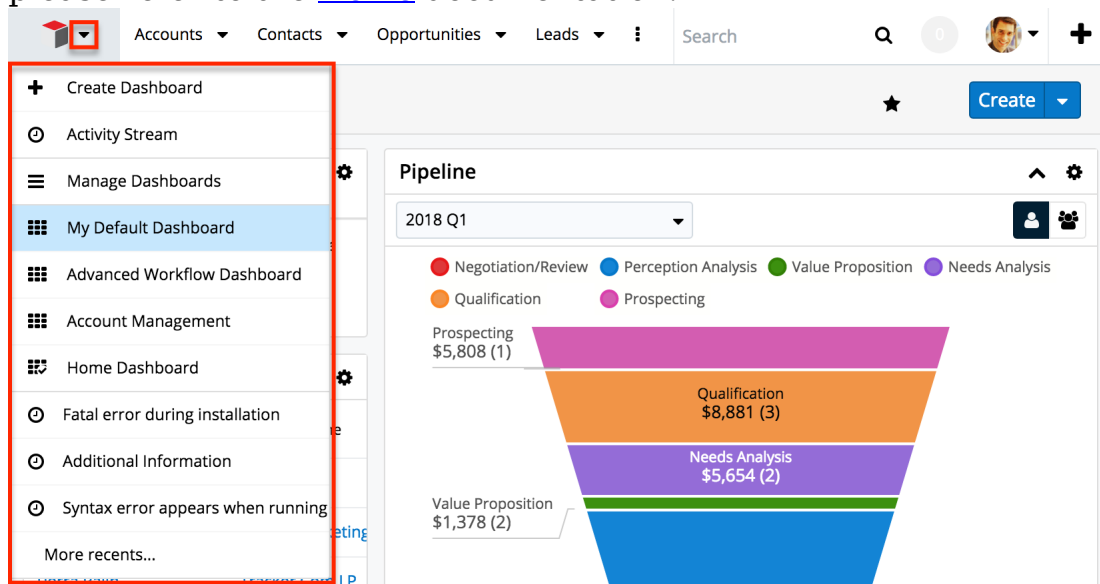 Accounts Contacts Opportunities Leads Search 0
Create Dashboard
Create
Activity Stream
Manage Dashboards
My Default Dashboard
Advanced Workflow Dashboard
Account Management
Home Dashboard
Fatal error during installation
Additional Information
Syntax error appears when running
More recents...
eting
Pipeline
2018 Q1
Negotiation/Review Perception Analysis Value Proposition Needs Analysis
Qualification Prospecting
Prospecting
$5,808 (1)
Qualification
$8,881 (3)
Needs Analysis
$5,654 (2)
Value Proposition
$1,378 (2)